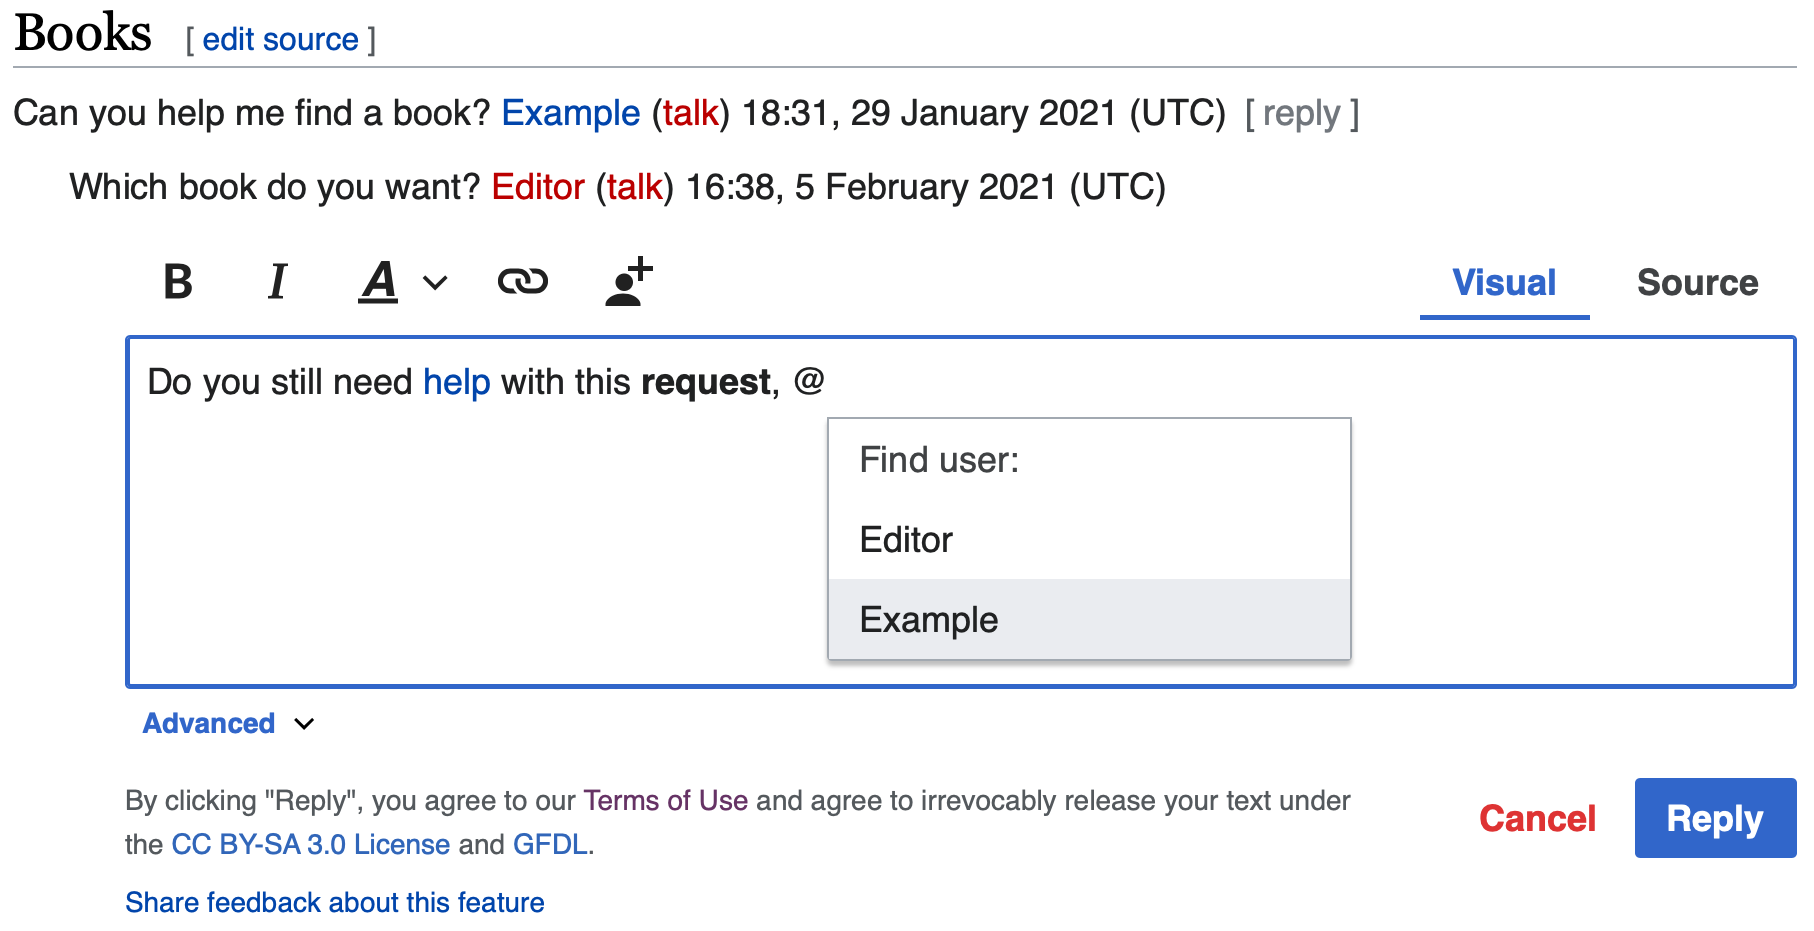 Books [ edit source ]
Can you help me find a book? Example (talk) 18:31, 29 January 2021 (UTC) [ reply ]
Which book do you want? Editor (talk) 16:38, 5 February 2021 (UTC)
B I A Visual Source
Do you still need help with this request, @
Find user:
Editor
Example
Advanced
By clicking "Reply", you agree to our Terms of Use and agree to irrevocably release your text under
the CC BY-SA 3.0 License and GFDL.
Cancel Reply
Share feedback about this feature